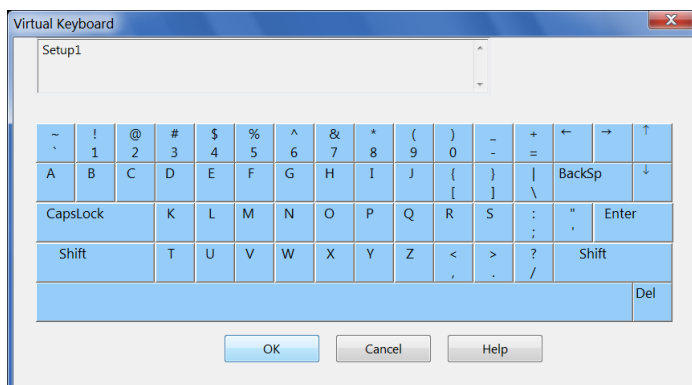 Virtual Keyboard
X
Setup1
~ ! @ # $ % ^ & * ( ) _ + ← → ↑
` 1 2 3 4 5 6 7 8 9 0 - =
A B C D E F G H I J { } | BackSp ↓
[ ] \
CapsLock K L M N O P Q R S : " Enter
; '
Shift T U V W X Y Z < > ? Shift
, . /
Del
OK Cancel Help